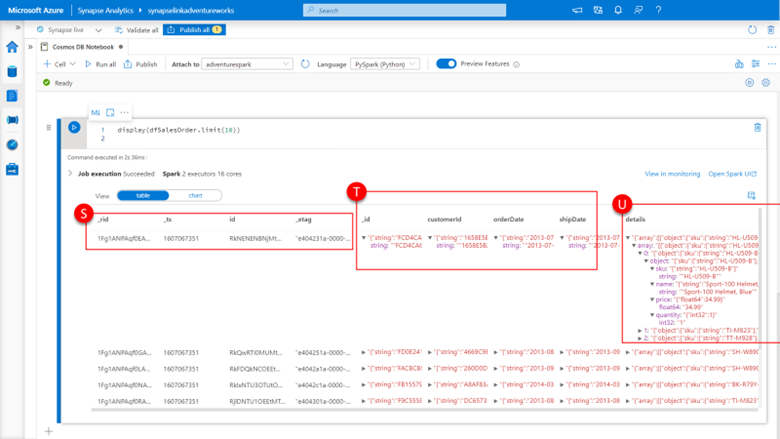 Microsoft Azure
Synapse Analytics › synapselinkadventureworks
Search
Synapse live
Validate all
Publish all 1
Cosmos DB Notebook
Cell
Run all
Publish
Attach to
adventurespark
Language
PySpark (Python)
Preview Features
Ready
M↓
1 display(dfSalesOrder.limit(10))
2
Command executed in 2s 36ms
Job execution Succeeded Spark 2 executors 16 cores
View in monitoring
Open Spark UI
View
table
chart
S
T
U
_rid _ts id _etag _id customerId orderDate shipDate details
1Fg1ANPAqf0EA... 1607067351 RkNENENBNjMt... "e404231a-0000-... ▼"{"string":"FCD4CA ▼"{"string":"1658E5 ▼"{"string":"2013-07 ▼"{"string":"2013-07 ▼"{"array":[{"object":{"sku":{"string":"HL-U509
string: ""FCD4CA string: ""1658E58 string: ""2013-07- string: ""2013-07-
▼ array: "[{"object":{"sku":{"string":"HL-U509-B
▼ 0: "{"object":{"sku":{"string":"HL-U509-B
▼ object: "{"sku":{"string":"HL-U509-B"},
▼ sku: "{"string":"HL-U509-B"}"
string: ""HL-U509-B""
▼ name: "{"string":"Sport-100 Helmet,
string: ""Sport-100 Helmet, Blue""
▼ price: "{"float64":34.99}"
float64: "34.99"
▼ quantity: "{"int32":1}"
int32: "1"
▶ 1: "{"object":{"sku":{"string":"TI-M823"
▶ 2: "{"object":{"sku":{"string":"TT-M928"
1Fg1ANPAqf0GA... 1607067351 RkQwRTI0MUMt... "e404251a-0000-... ▶"{"string":"FD0E24 ▶"{"string":"4669C9 ▶"{"string":"2013-08 ▶"{"string":"2013-09 ▶"{"array":[{"object":{"sku":{"string":"SH-W890
1Fg1ANPAqf0KA... 1607067351 RkFDQkNCOEEt... "e4042a1a-0000-... ▶"{"string":"FACBCB ▶"{"string":"260D0D ▶"{"string":"2013-08 ▶"{"string":"2013-09 ▶"{"array":[{"object":{"sku":{"string":"SH-W890
1Fg1ANPAqf0NA... 1607067351 RkIxNTU3OTUtO... "e4042c1a-0000-... ▶"{"string":"FB1557 ▶"{"string":"A8AF8 ▶"{"string":"2014-03 ▶"{"string":"2014-03 ▶"{"array":[{"object":{"sku":{"string":"BK-R79Y
1Fg1ANPAqf0RA... 1607067351 RjlDNTU1OEEtMT... "e404301a-0000-... ▶"{"string":"F9C555 ▶"{"string":"DC6573 ▶"{"string":"2013-08 ▶"{"string":"2013-09 ▶"{"array":[{"object":{"sku":{"string":"TI-M823